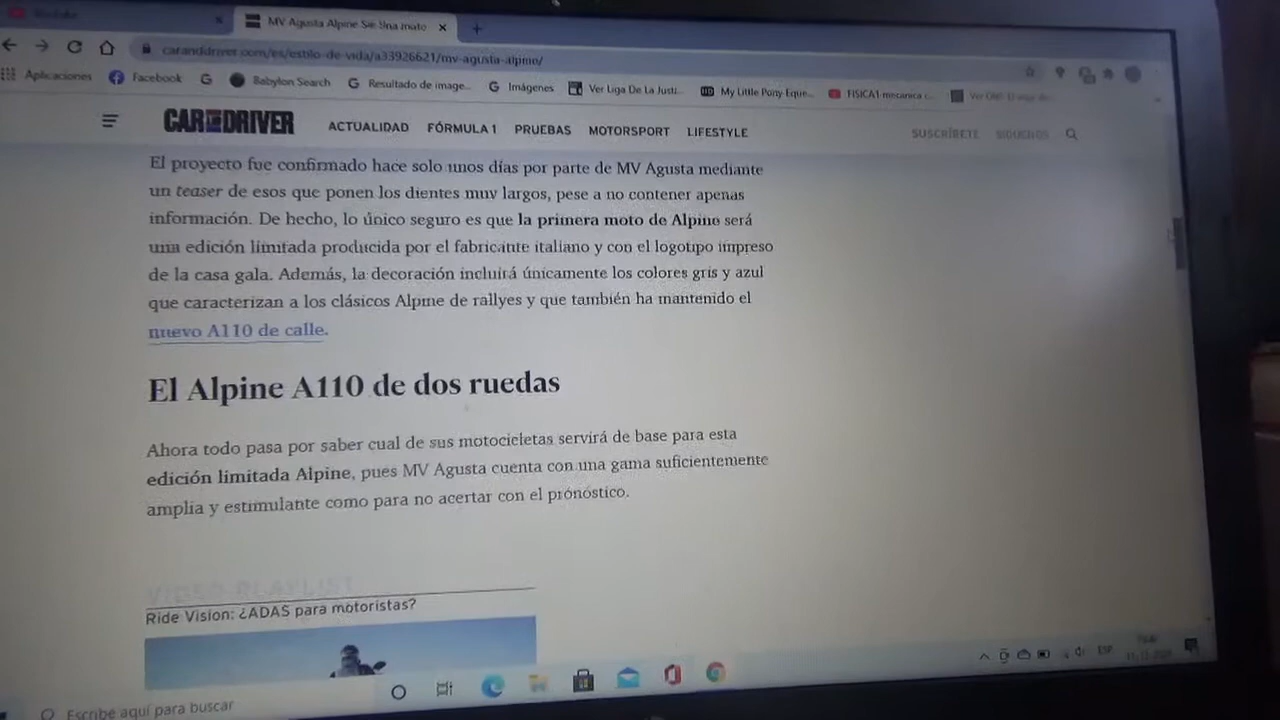 MV Agusta Alpine Se
una moto
caranddriver.com/es/estilo-de-vida/a33926621/mv-agusta-alpine/
Aplicaciones
Facebook
Babylon Search
Resultado de image...
Imágenes
Ver Liga De La Justi...
My Little Pony Eque...
FISICA1 mecanica c...
CAR DRIVER
ACTUALIDAD
FÓRMULA 1
PRUEBAS
MOTORSPORT
LIFESTYLE
SUSCRÍBETE
SÍGUENOS
El proyecto fue confirmado hace solo unos días por parte de MV Agusta mediante
un teaser de esos que ponen los dientes muy largos, pese a no contener apenas
información. De hecho, lo único seguro es que la primera moto de Alpine será
una edición limitada producida por el fabricante italiano y con el logotipo impreso
de la casa gala. Además, la decoración incluirá únicamente los colores gris y azul
que caracterizan a los clásicos Alpine de rallyes y que también ha mantenido el
nuevo A110 de calle.
El Alpine A110 de dos ruedas
Ahora todo pasa por saber cual de sus motocicletas servirá de base para esta
edición limitada Alpine, pues MV Agusta cuenta con una gama suficientemente
amplia y estimulante como para no acertar con el pronóstico.
VIDEO PLAYLIST
Ride Vision: ¿ADAS para motoristas?
Escribe aquí para buscar
ESP